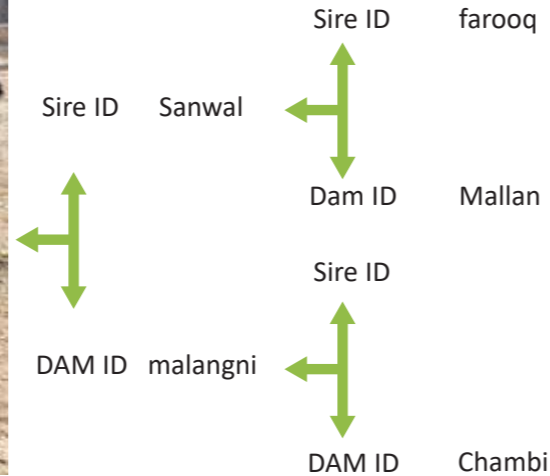 Sire ID farooq
Sire ID Sanwal
Dam ID Mallan
Sire ID
DAM ID malangni
DAM ID Chambi